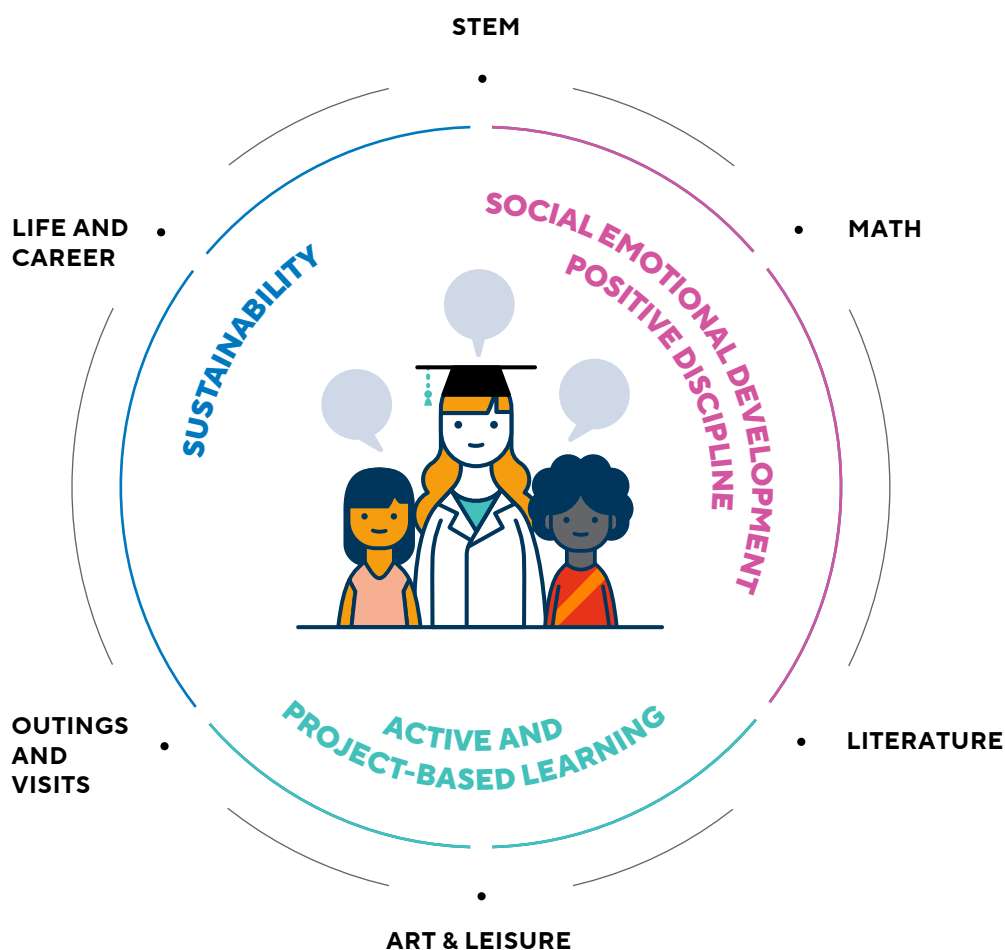 STEM
LIFE AND
CAREER
MATH
SOCIAL EMOTIONAL DEVELOPMENT
POSITIVE DISCIPLINE
SUSTAINABILITY
ACTIVE AND
PROJECT-BASED LEARNING
OUTINGS
AND
VISITS
LITERATURE
ART & LEISURE